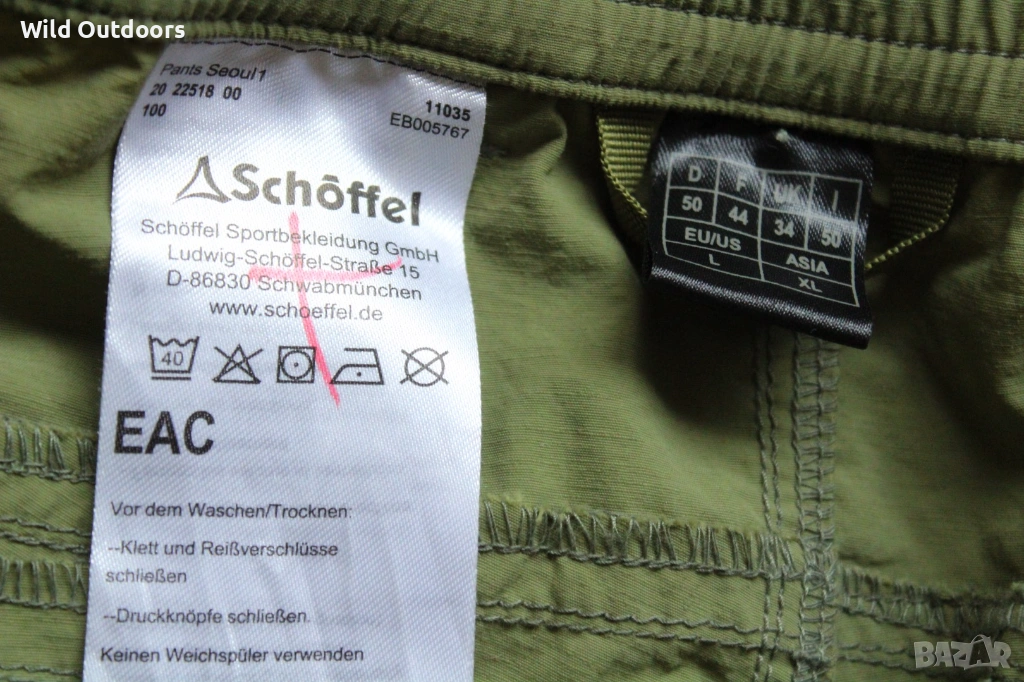 Wild Outdoors
Pants Seoul1
20 22518 00
100
11035
EB005767
Schöffel
Schöffel Sportbekleidung GmbH
Ludwig-Schöffel-Straße 15
D-86830 Schwabmünchen
www.schoeffel.de
40
EAC
Vor dem Waschen/Trocknen:
--Klett und Reißverschlüsse
schließen
--Druckknöpfe schließen.
Keinen Weichspüler verwenden
D F UK I
50 44 34 50
EU/US ASIA
L XL
BAZAR